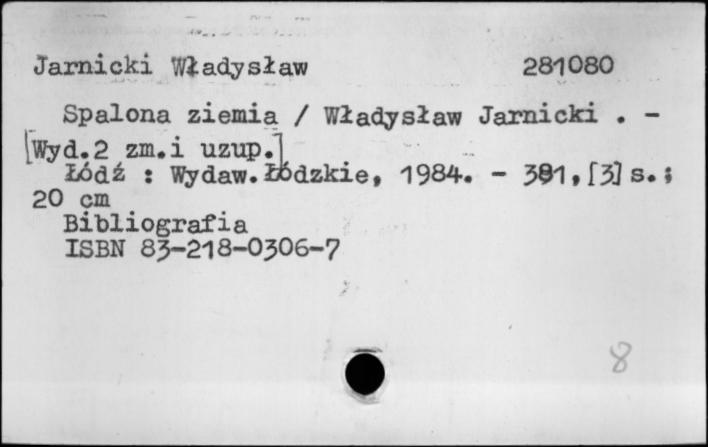 Jarnicki Władysław 281080
Spalona ziemia / Władysław Jarnicki . -
[Wyd.2 zm.i uzup.]
Łódź : Wydaw.Łódzkie, 1984. - 381,[3] s.;
20 cm
Bibliografia
ISBN 83-218-0306-7
8